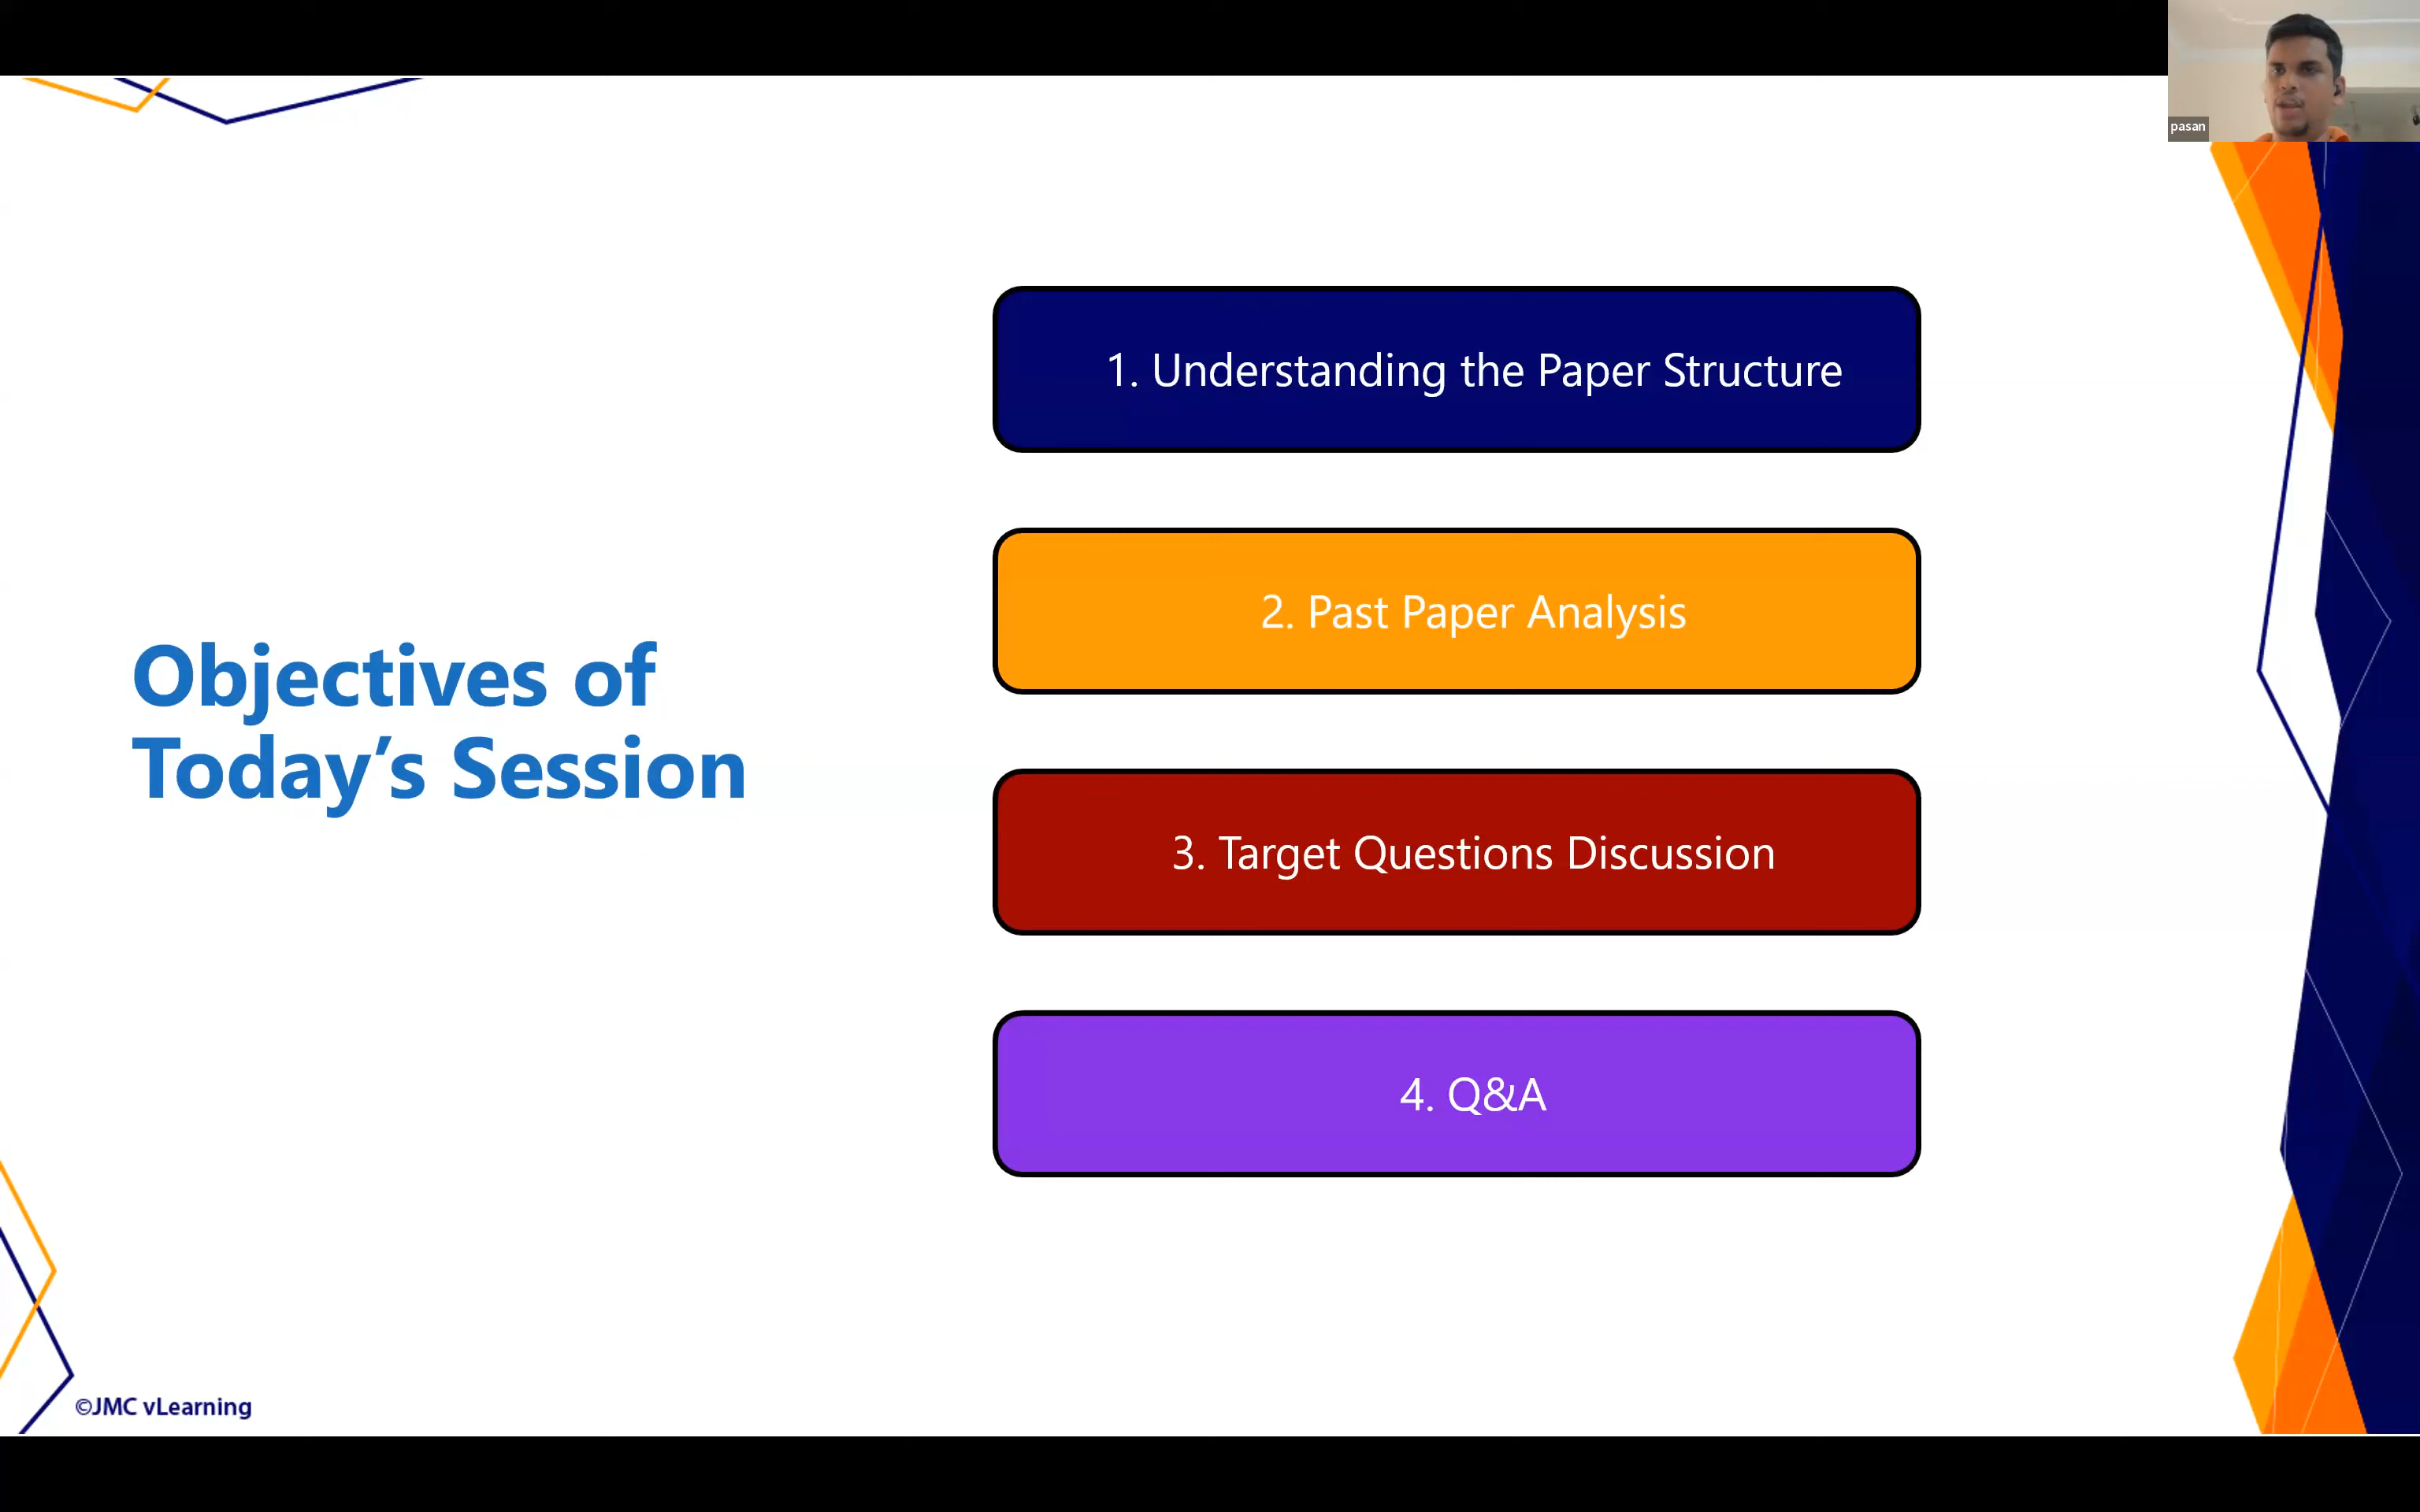 pasan
Objectives of
Today’s Session
1. Understanding the Paper Structure
2. Past Paper Analysis
3. Target Questions Discussion
4. Q&A
©JMC vLearning